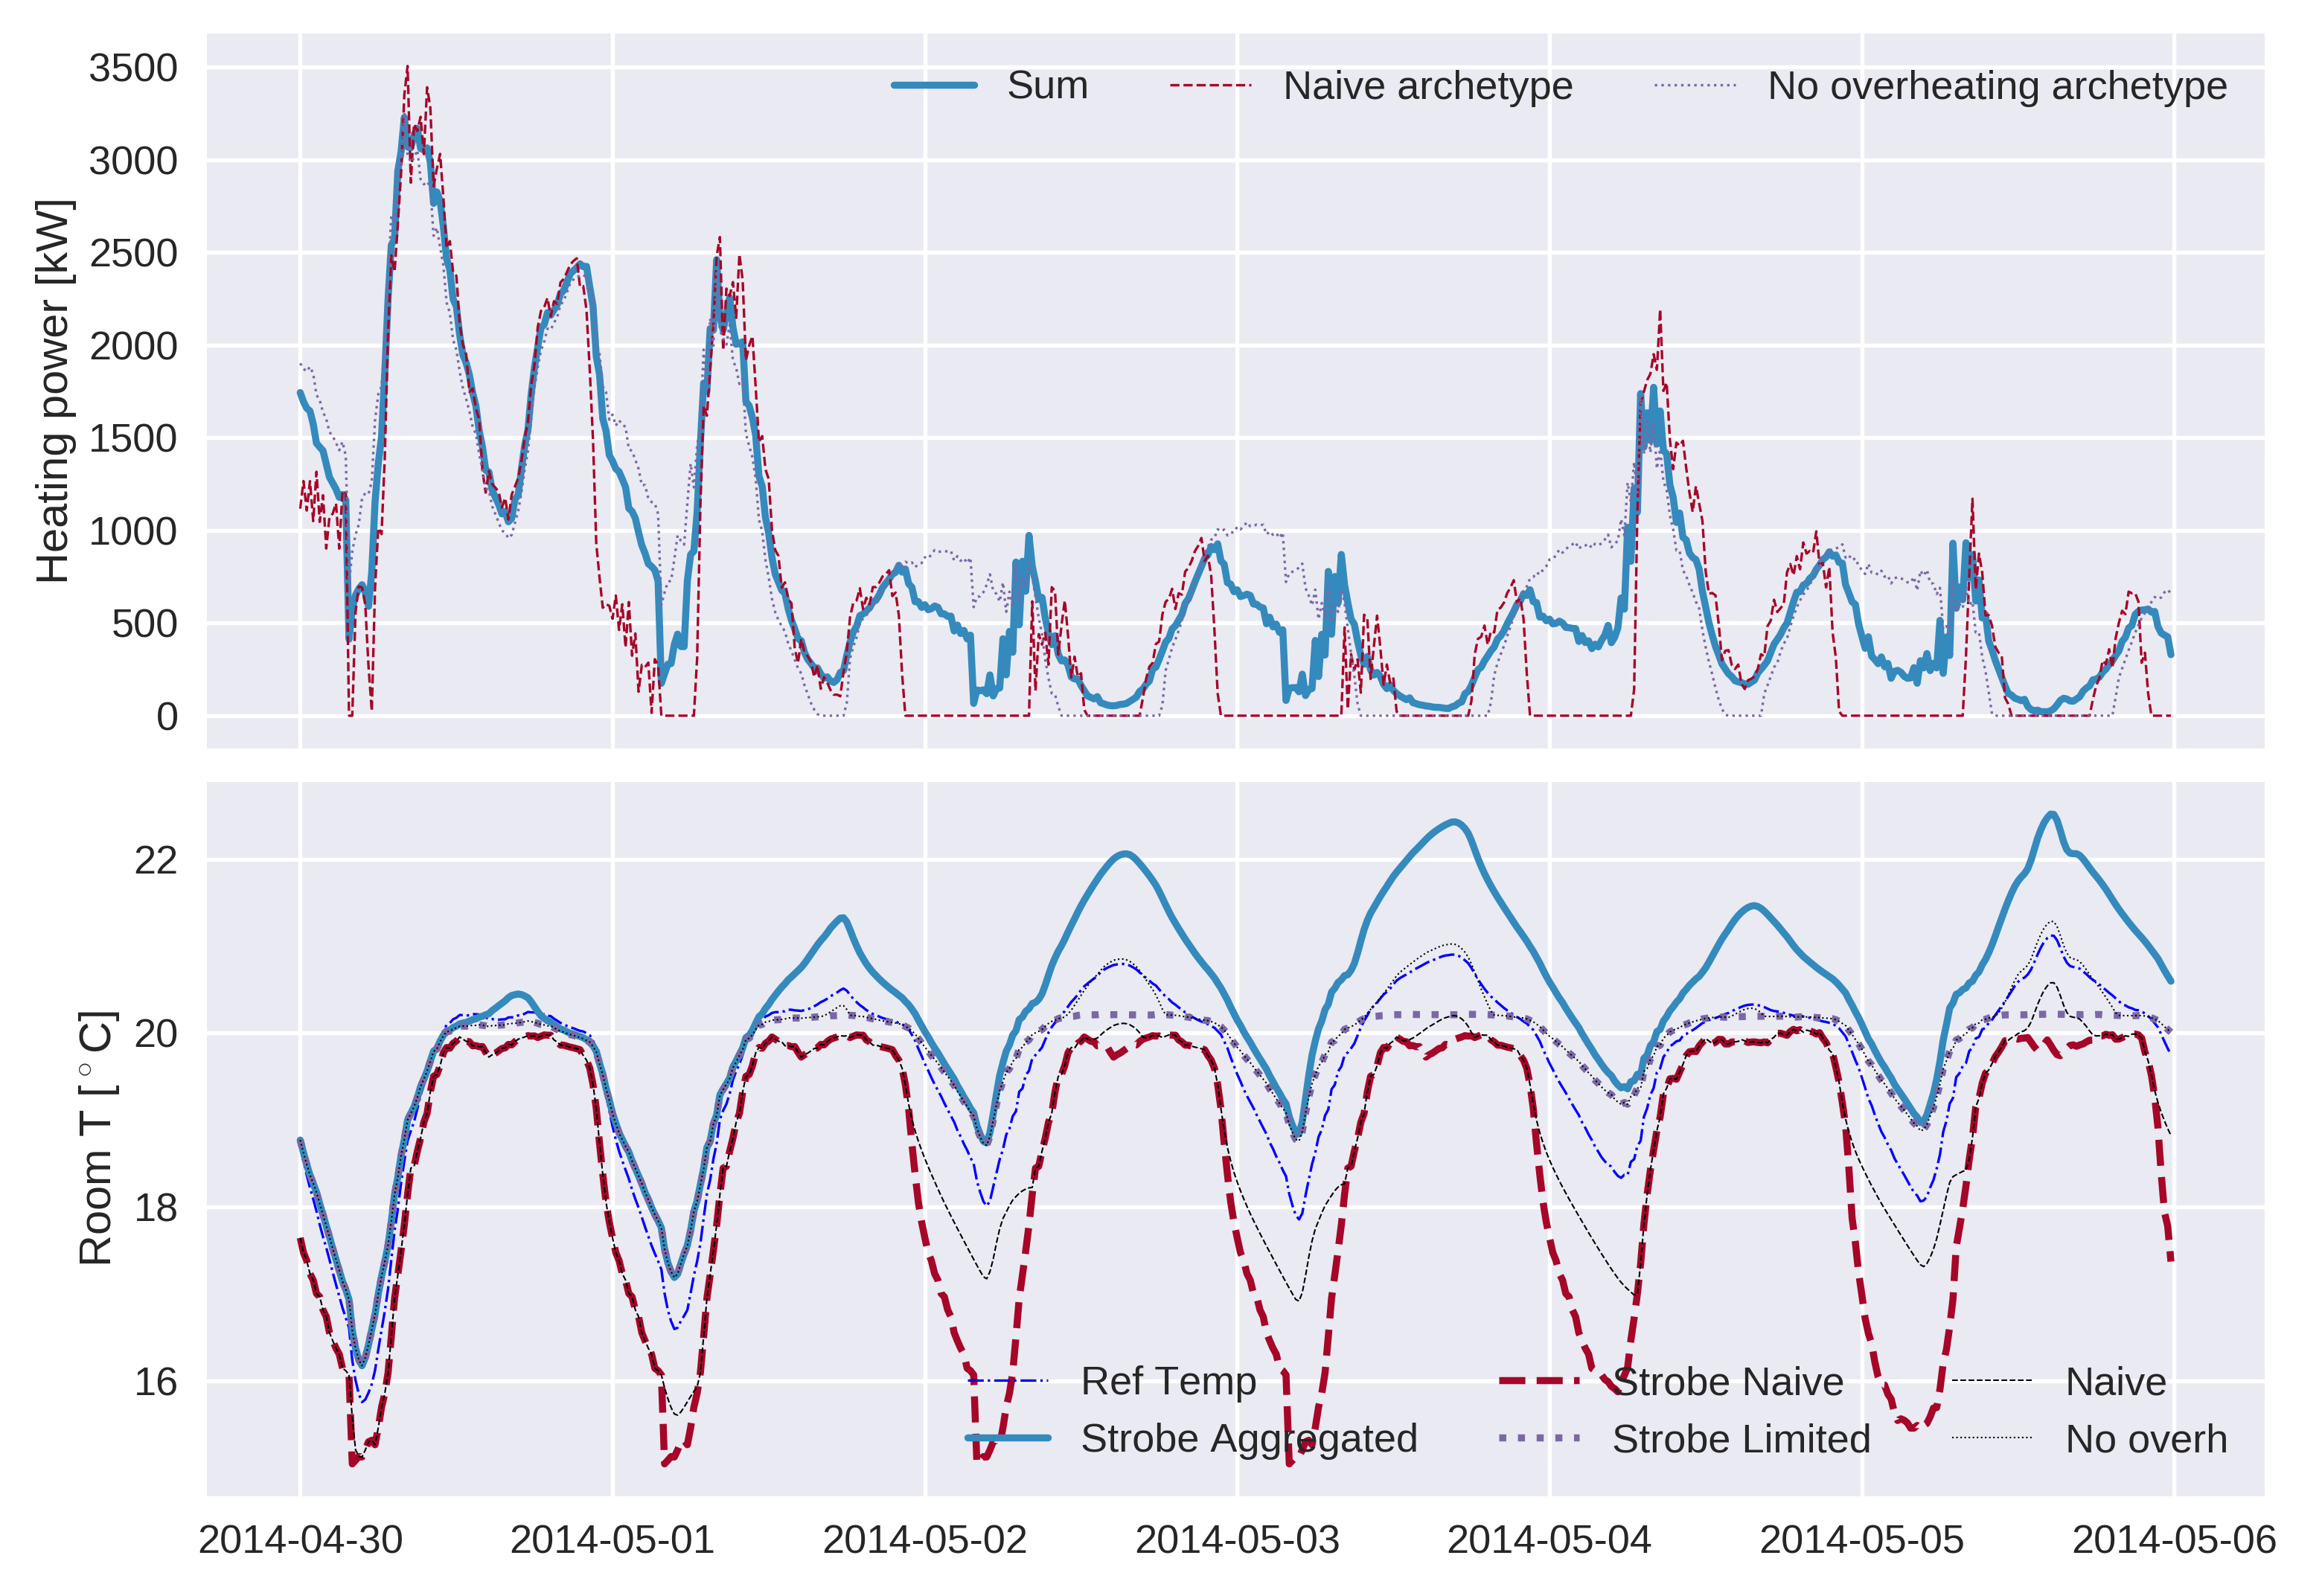 Heating power [kW]
3500
3000
2500
2000
1500
1000
500
0
Sum
Naive archetype
No overheating archetype
Room T [°C]
22
20
18
16
Ref Temp
Strobe Naive
Naive
Strobe Aggregated
Strobe Limited
No overh
2014-04-30
2014-05-01
2014-05-02
2014-05-03
2014-05-04
2014-05-05
2014-05-06